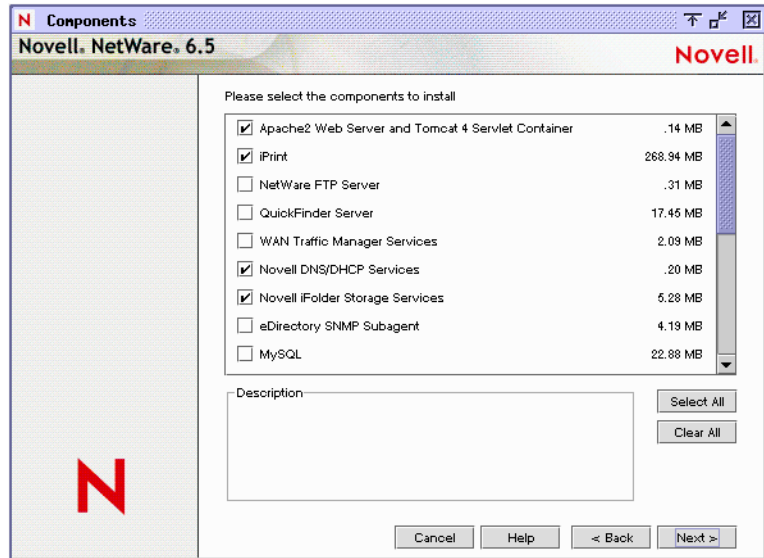 N Components
Novell. NetWare. 6.5
Novell.
Please select the components to install
Apache2 Web Server and Tomcat 4 Servlet Container .14 MB
iPrint 268.94 MB
NetWare FTP Server .31 MB
QuickFinder Server 17.45 MB
WAN Traffic Manager Services 2.09 MB
Novell DNS/DHCP Services .20 MB
Novell iFolder Storage Services 5.28 MB
eDirectory SNMP Subagent 4.19 MB
MySQL 22.88 MB
Description
Select All
Clear All
N
Cancel Help < Back Next >